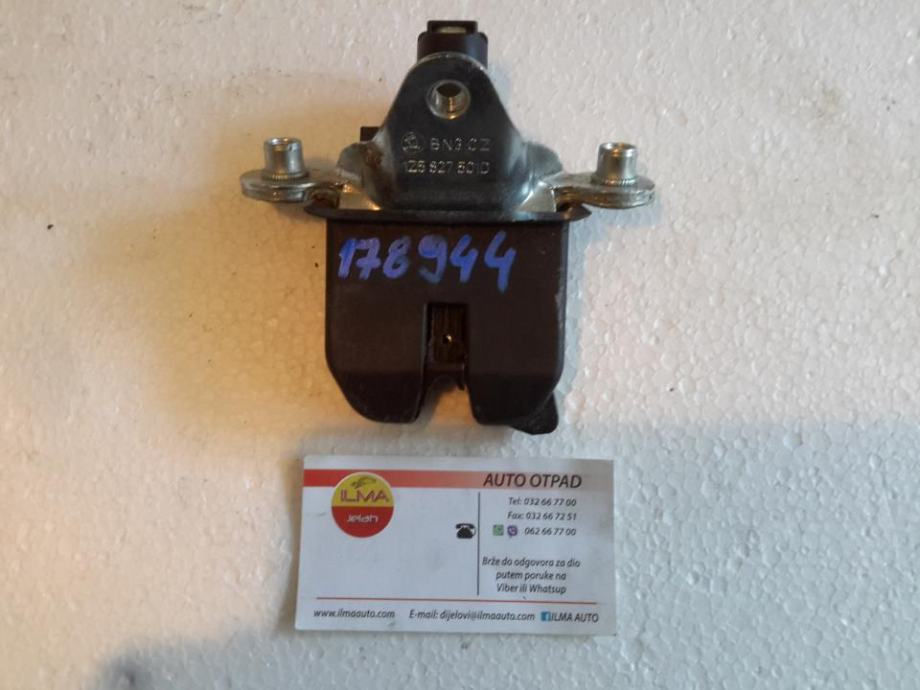 BN3 CZ
1Z5 827 501D
178944
ILMA
Jelah
AUTO OTPAD
Tel: 032 66 77 00
Fax: 032 66 72 51
062 66 77 00
Brže do odgovora za dio
putem poruke na
Viber ili Whatsup
www.ilmaauto.com E-mail: dijelovi@ilmaauto.com ILMA AUTO